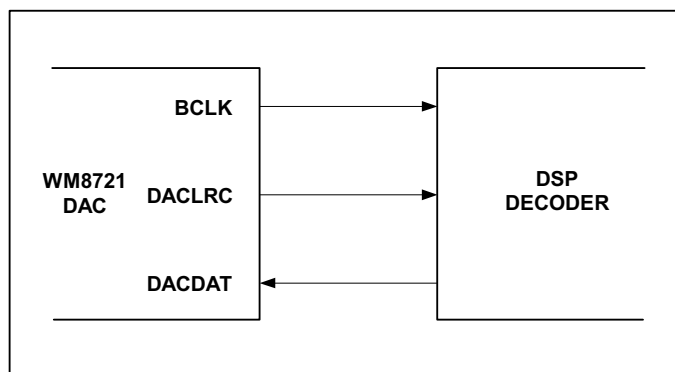 BCLK
WM8721
DAC
DACLRC
DSP
DECODER
DACDAT